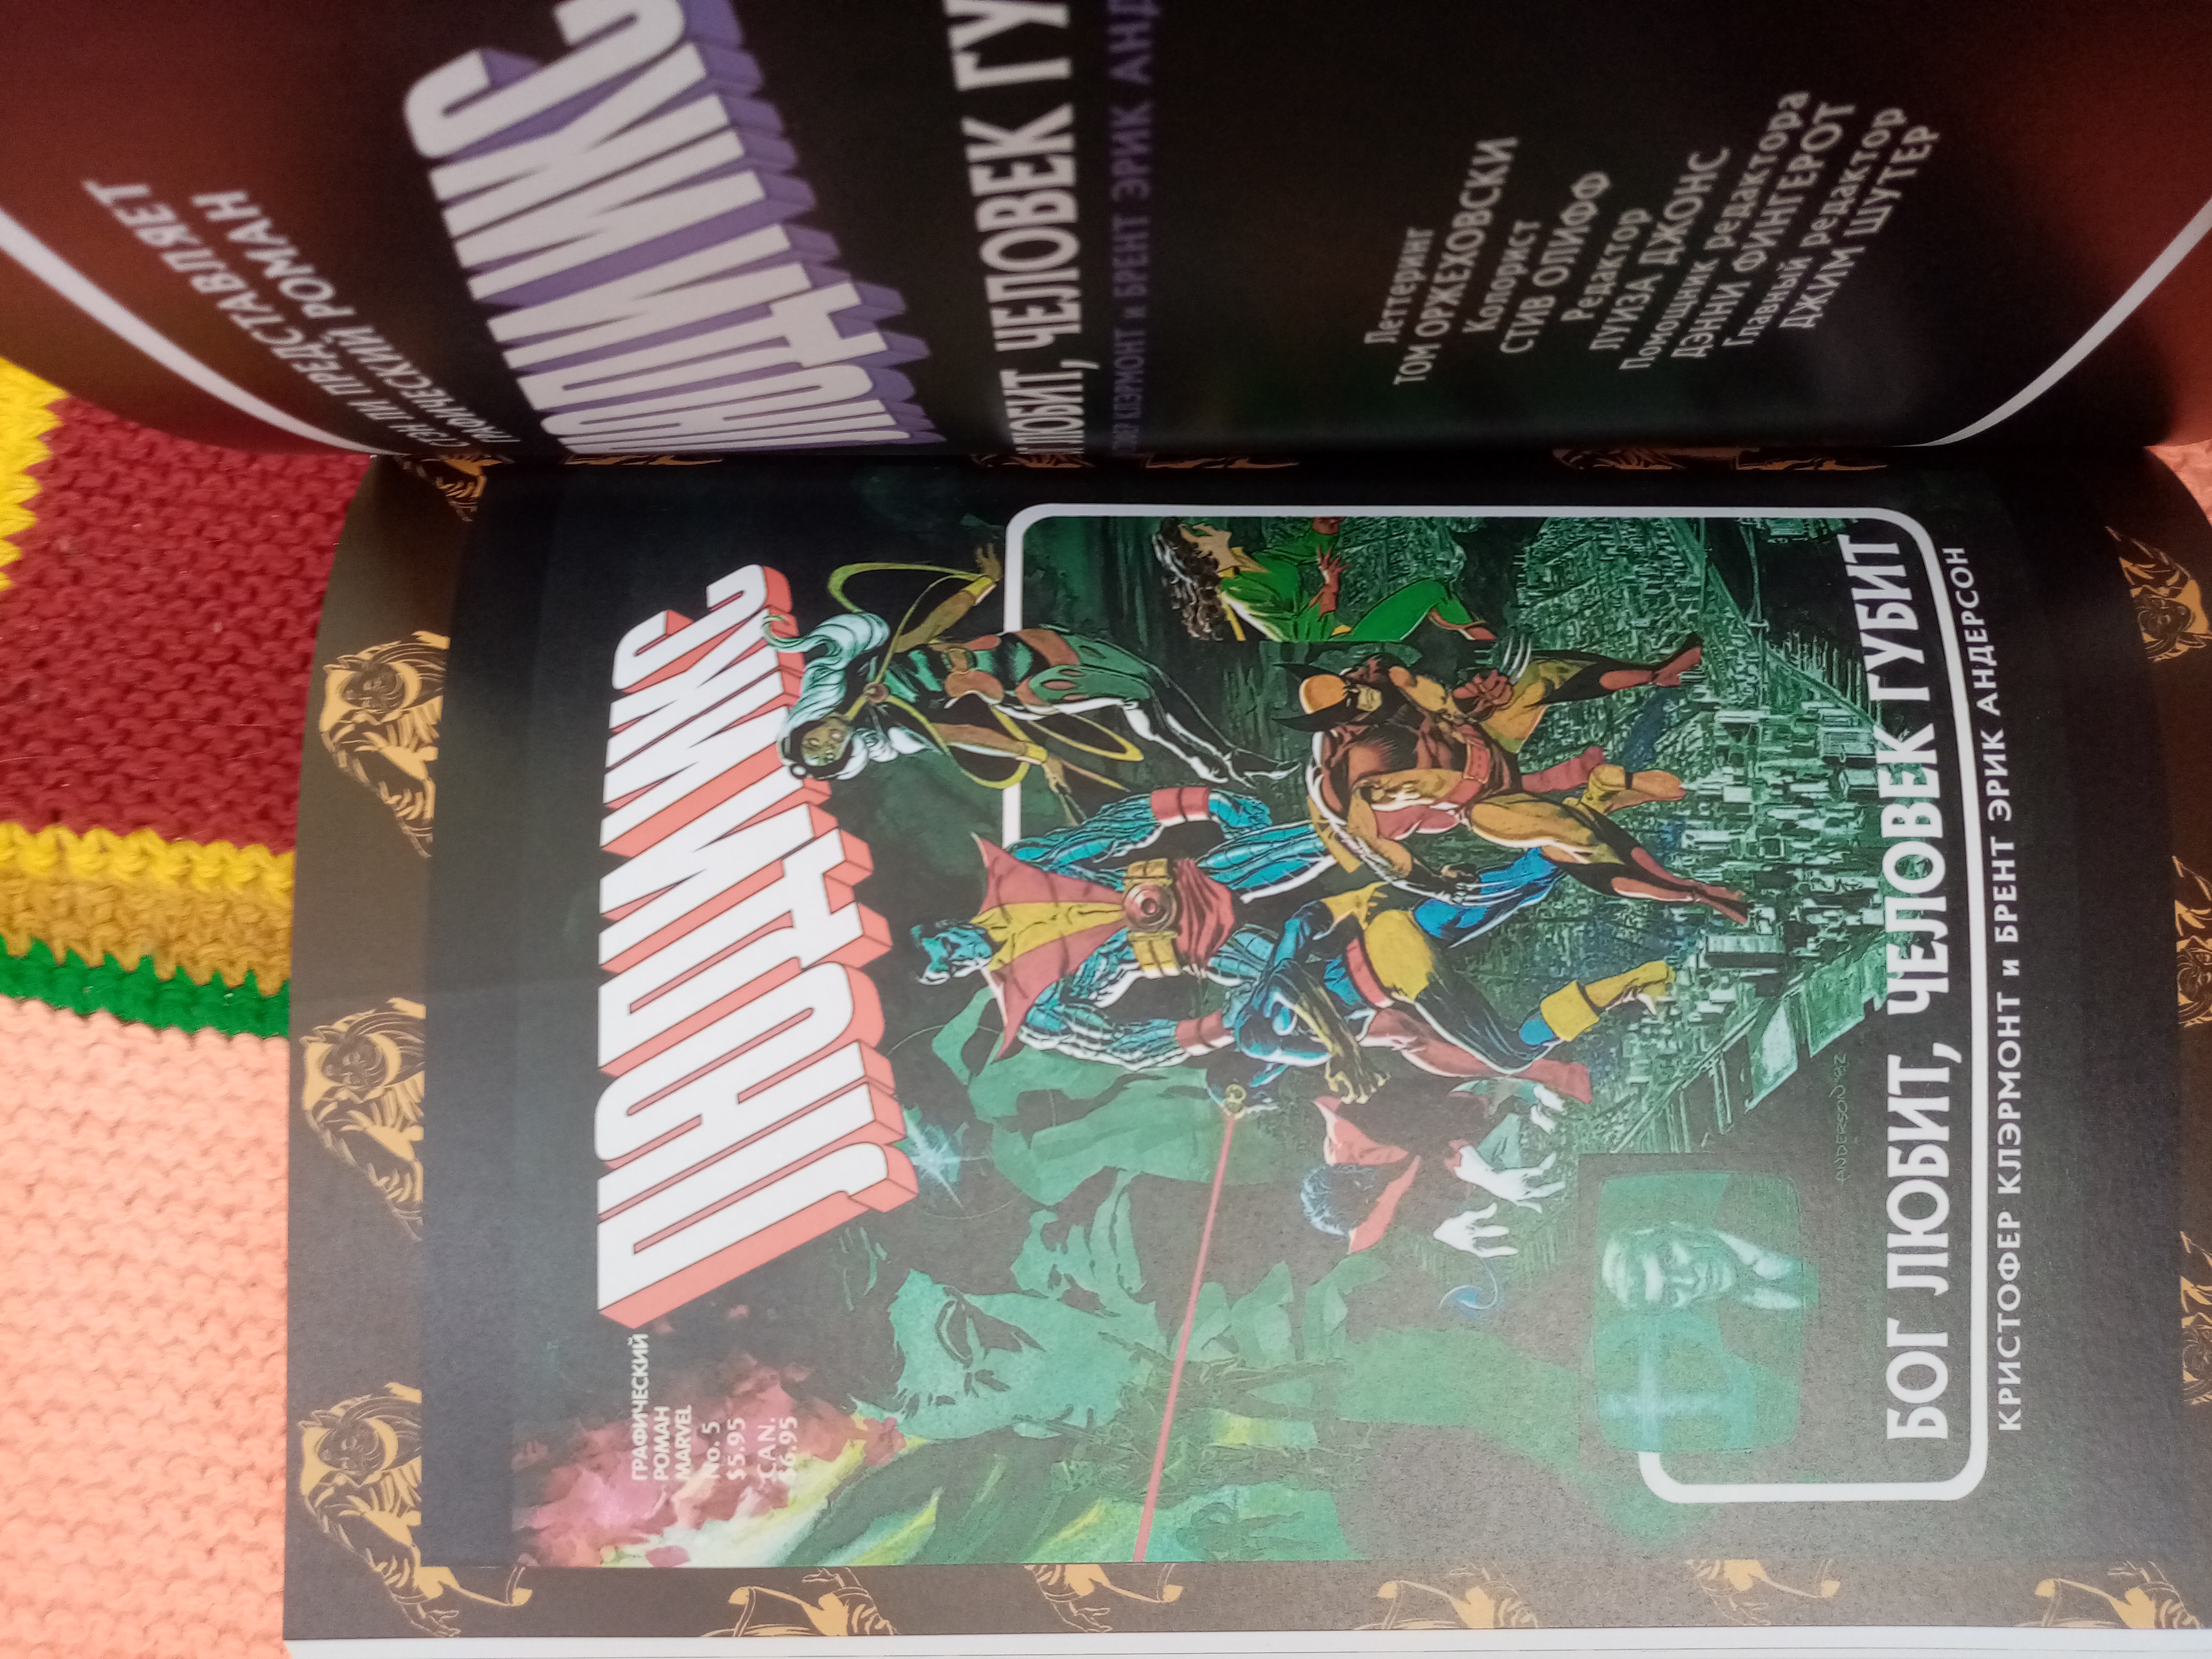 ГРАФИЧЕСКИЙ
РОМАН
MARVEL
No. 5
$5.95
CAN.
$6.95
ЛЮДИ ИКС
ANDERSON '82
БОГ ЛЮБИТ, ЧЕЛОВЕК ГУБИТ
КРИСТОФЕР КЛЭРМОНТ и БРЕНТ ЭРИК АНДЕРСОН
СТЭН ЛИ ПРЕДСТАВЛЯЕТ
ГРАФИЧЕСКИЙ РОМАН
ЛЮДИ ИКС
ЛЮБИТ, ЧЕЛОВЕК ГУ
КЛЭРМОНТ и БРЕНТ ЭРИК АНД
Леттеринг
ТОМ ОРЖЕХОВСКИ
Колорист
СТИВ ОЛИФФ
Редактор
ЛУИЗА ДЖОНС
Помощник редактора
ДЭННИ ФИНГЕРОТ
Главный редактор
ДЖИМ ШУТЕР